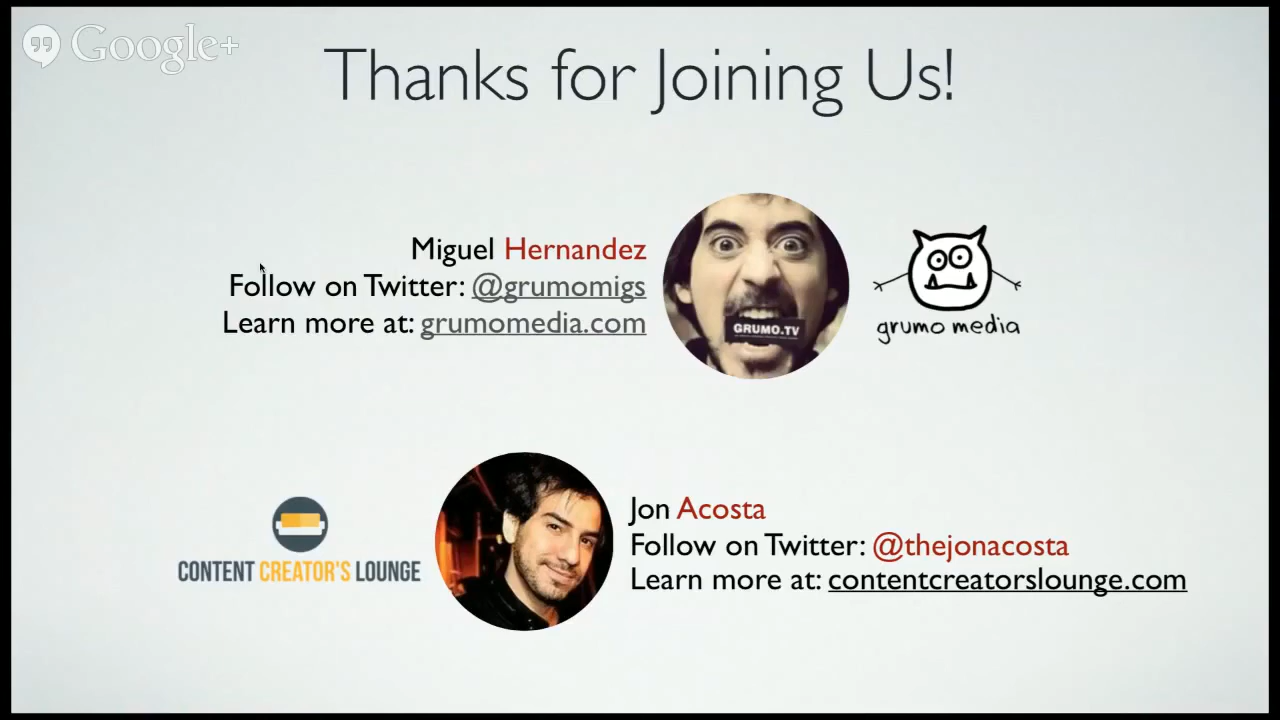 Google+
Thanks for Joining Us!
Miguel Hernandez
Follow on Twitter: @grumomigs
Learn more at: grumomedia.com
GRUMO.TV
grumo media
CONTENT CREATOR'S LOUNGE
Jon Acosta
Follow on Twitter: @thejonacosta
Learn more at: contentcreatorslounge.com